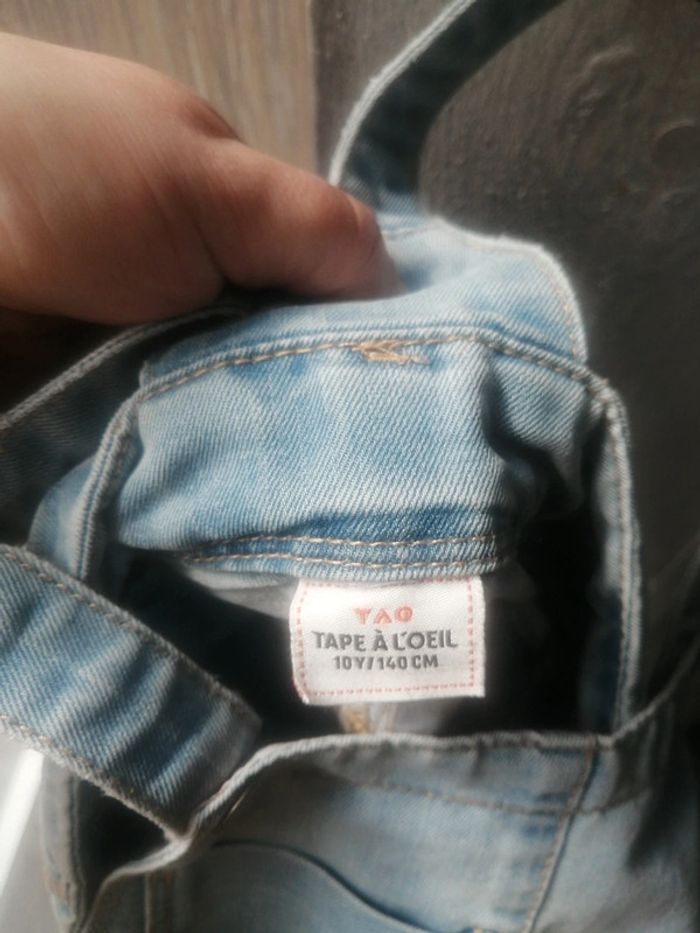 TAO
TAPE À L'OEIL
10Y/140 CM